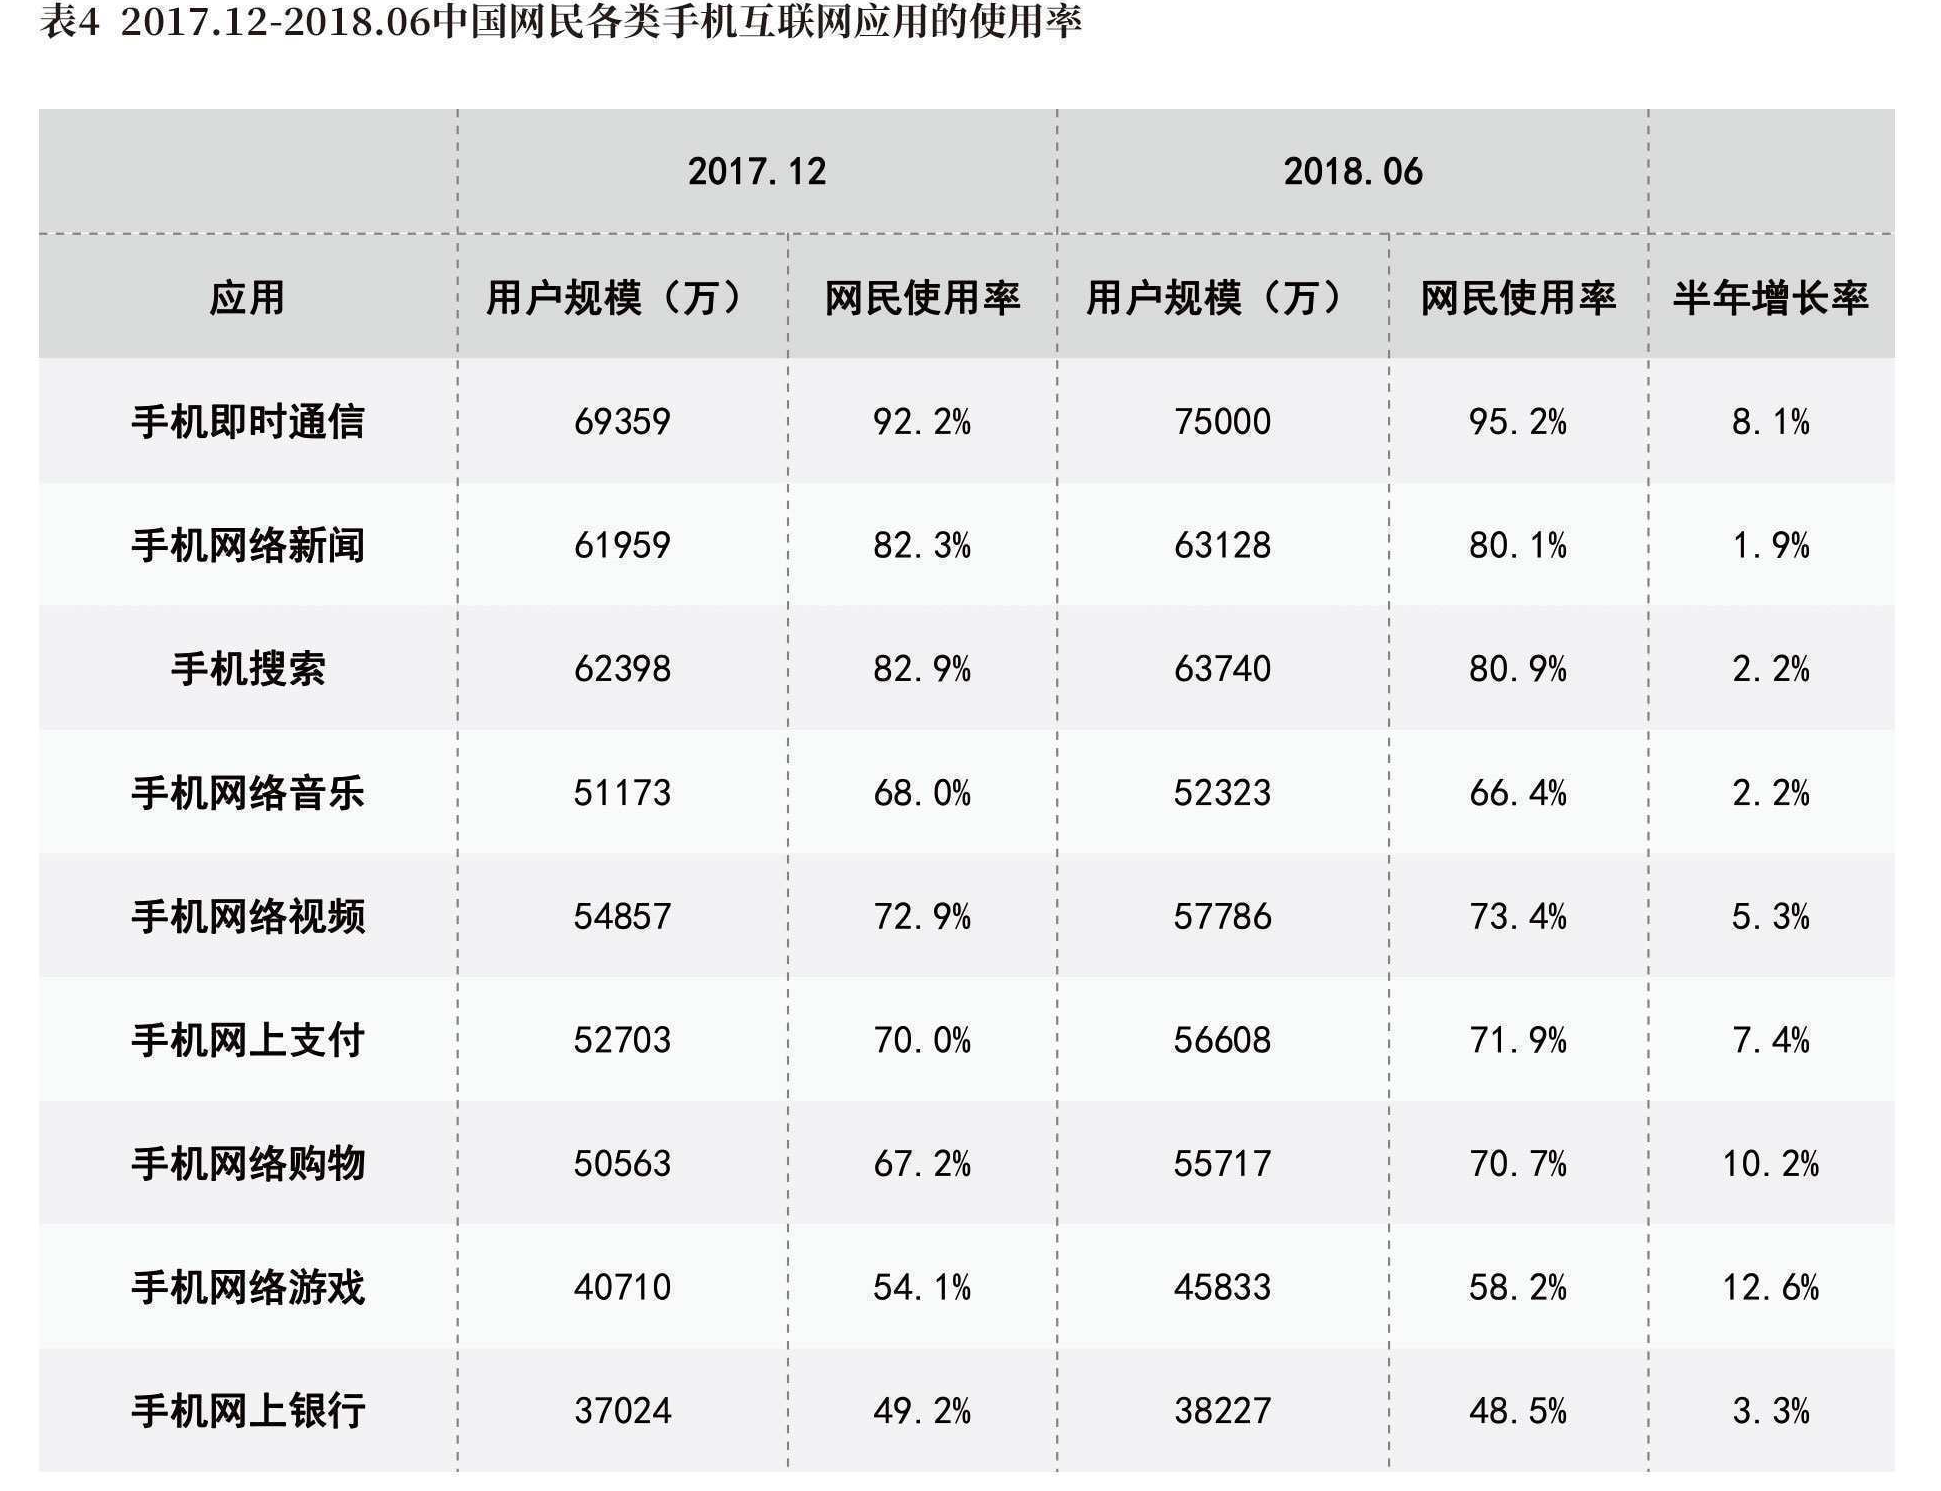 表4 2017.12-2018.06中国网民各类手机互联网应用的使用率
2017.12 2018.06
应用 用户规模（万） 网民使用率 用户规模（万） 网民使用率 半年增长率
手机即时通信 69359 92.2% 75000 95.2% 8.1%
手机网络新闻 61959 82.3% 63128 80.1% 1.9%
手机搜索 62398 82.9% 63740 80.9% 2.2%
手机网络音乐 51173 68.0% 52323 66.4% 2.2%
手机网络视频 54857 72.9% 57786 73.4% 5.3%
手机网上支付 52703 70.0% 56608 71.9% 7.4%
手机网络购物 50563 67.2% 55717 70.7% 10.2%
手机网络游戏 40710 54.1% 45833 58.2% 12.6%
手机网上银行 37024 49.2% 38227 48.5% 3.3%